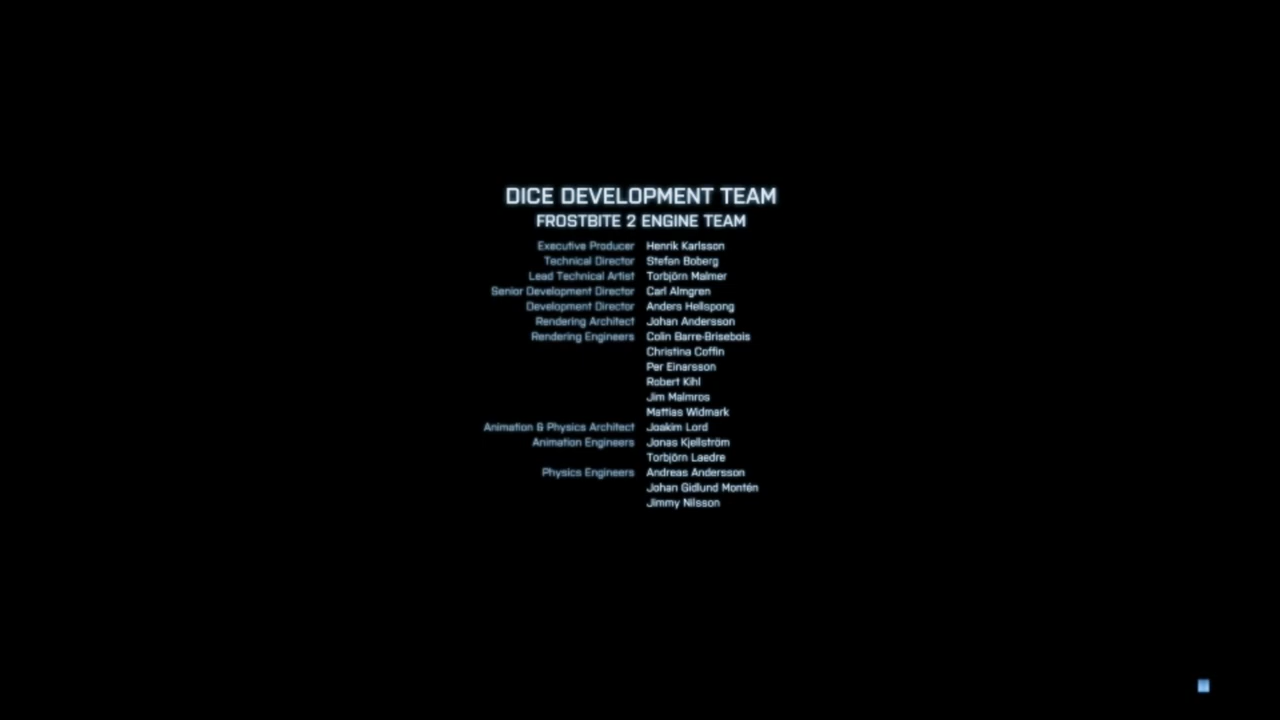 DICE DEVELOPMENT TEAM
FROSTBITE 2 ENGINE TEAM
Executive Producer Henrik Karlsson
Technical Director Stefan Boberg
Lead Technical Artist Torbjörn Malmer
Senior Development Director Carl Almgren
Development Director Anders Hellspong
Rendering Architect Johan Andersson
Rendering Engineers Colin Barre-Brisebois
Christina Coffin
Per Einarsson
Robert Kihl
Jim Malmros
Mattias Widmark
Animation & Physics Architect Joakim Lord
Animation Engineers Jonas Kjellström
Torbjörn Laedre
Physics Engineers Andreas Andersson
Johan Gidlund Montén
Jimmy Nilsson